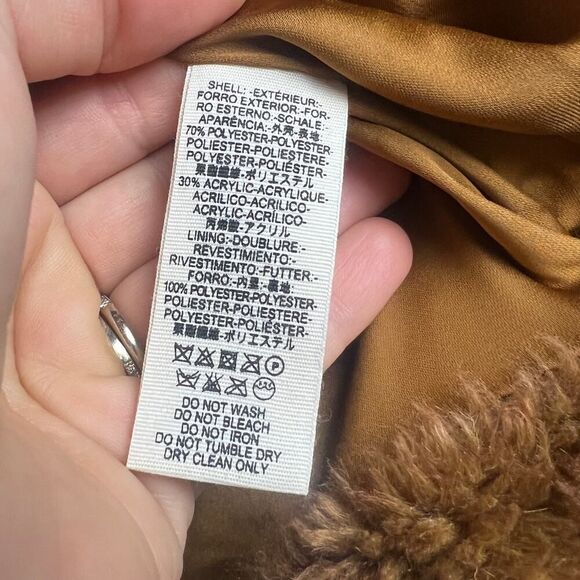 SHELL:-EXTÉRIEUR:-
FORRO EXTERIOR-FOR-
RO ESTERNO:-SCHALE:-
APARÊNCIA:-外壳-表地
70% POLYESTER-POLYESTER-
POLIESTER-POLIESTERE-
POLYESTER-POLIÉSTER-
聚酯纖維-ポリエステル
30% ACRYLIC-ACRYLIQUE-
ACRILICO-ACRILICO-
ACRYLIC-ACRÍLICO-
丙烯酸-アクリル
LINING:-DOUBLURE:-
REVESTIMIENTO:-
RIVESTIMENTO:-FUTTER:-
FORRO:-内里-裏地:
100% POLYESTER-POLYESTER-
POLIESTER-POLIESTERE-
POLYESTER-POLIÉSTER-
聚酯纖維-ポリエステル
P
DO NOT WASH
DO NOT BLEACH
DO NOT IRON
DO NOT TUMBLE DRY
DRY CLEAN ONLY